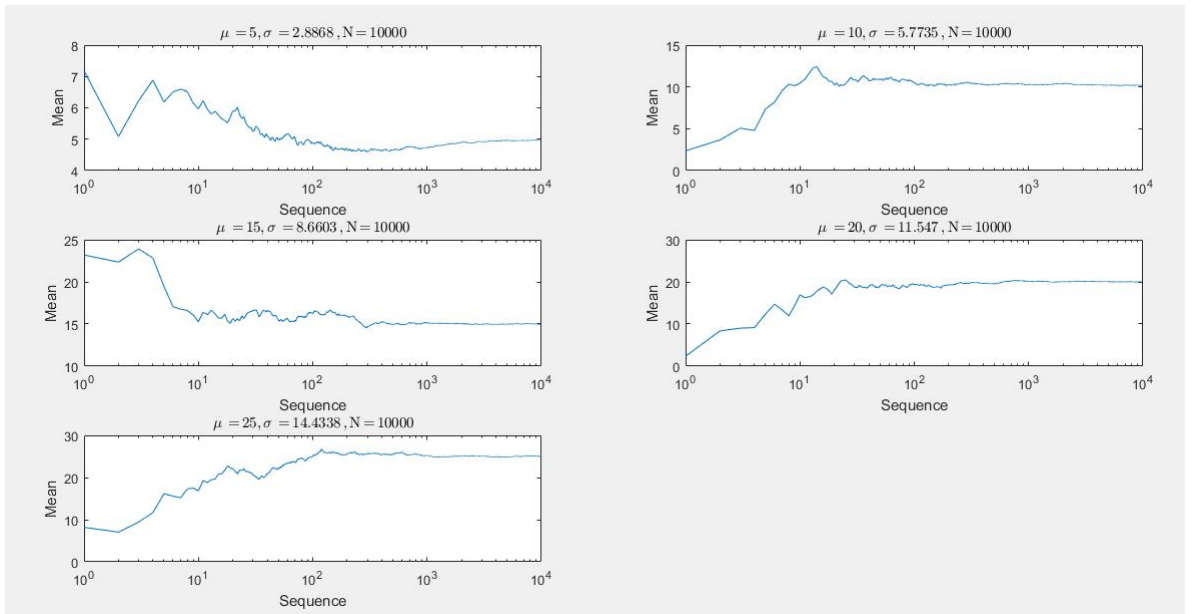 μ = 5, σ = 2.8868, N = 10000
8
7
6
5
4
Mean
10^0 10^1 10^2 10^3 10^4
Sequence
μ = 10, σ = 5.7735, N = 10000
15
10
5
0
Mean
10^0 10^1 10^2 10^3 10^4
Sequence
μ = 15, σ = 8.6603, N = 10000
25
20
15
10
Mean
10^0 10^1 10^2 10^3 10^4
Sequence
μ = 20, σ = 11.547, N = 10000
30
20
10
0
Mean
10^0 10^1 10^2 10^3 10^4
Sequence
μ = 25, σ = 14.4338, N = 10000
30
20
10
0
Mean
10^0 10^1 10^2 10^3 10^4
Sequence